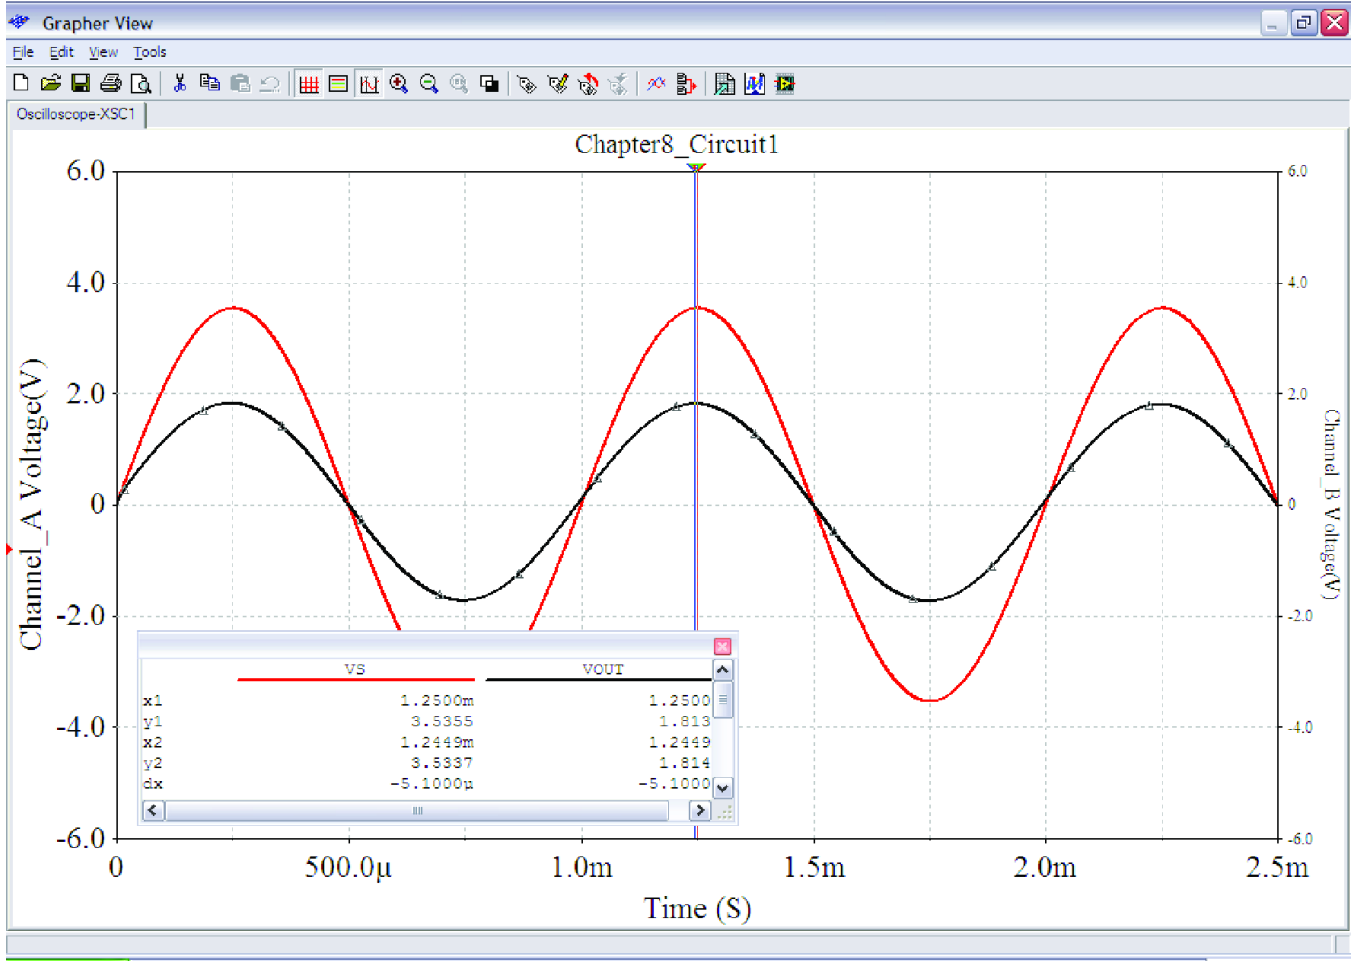 Grapher View
File Edit View Tools
Oscilloscope-XSC1
Chapter8_Circuit1
6.0
4.0
2.0
0
-2.0
-4.0
-6.0
Channel_A Voltage(V)
6.0
4.0
2.0
0
-2.0
-4.0
-6.0
Channel_B Voltage(V)
VS VOUT
x1 1.2500m 1.2500
y1 3.5355 1.813
x2 1.2449m 1.2449
y2 3.5337 1.814
dx -5.1000µ -5.1000
0 500.0µ 1.0m 1.5m 2.0m 2.5m
Time (S)